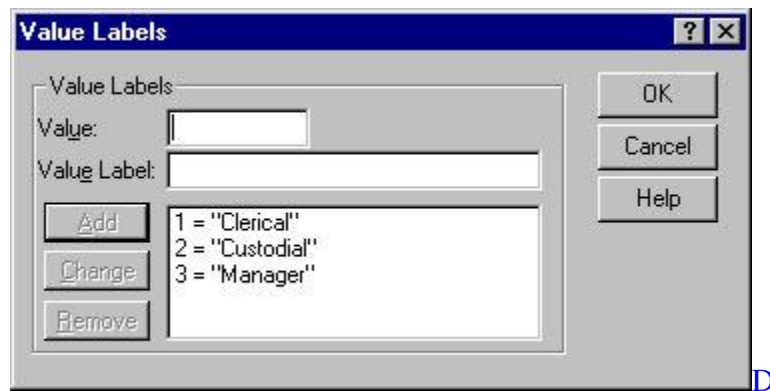 Value Labels
Value Labels
OK
Value:
Cancel
Value Label:
Help
Add
1 = "Clerical"
2 = "Custodial"
Change
3 = "Manager"
Remove
D